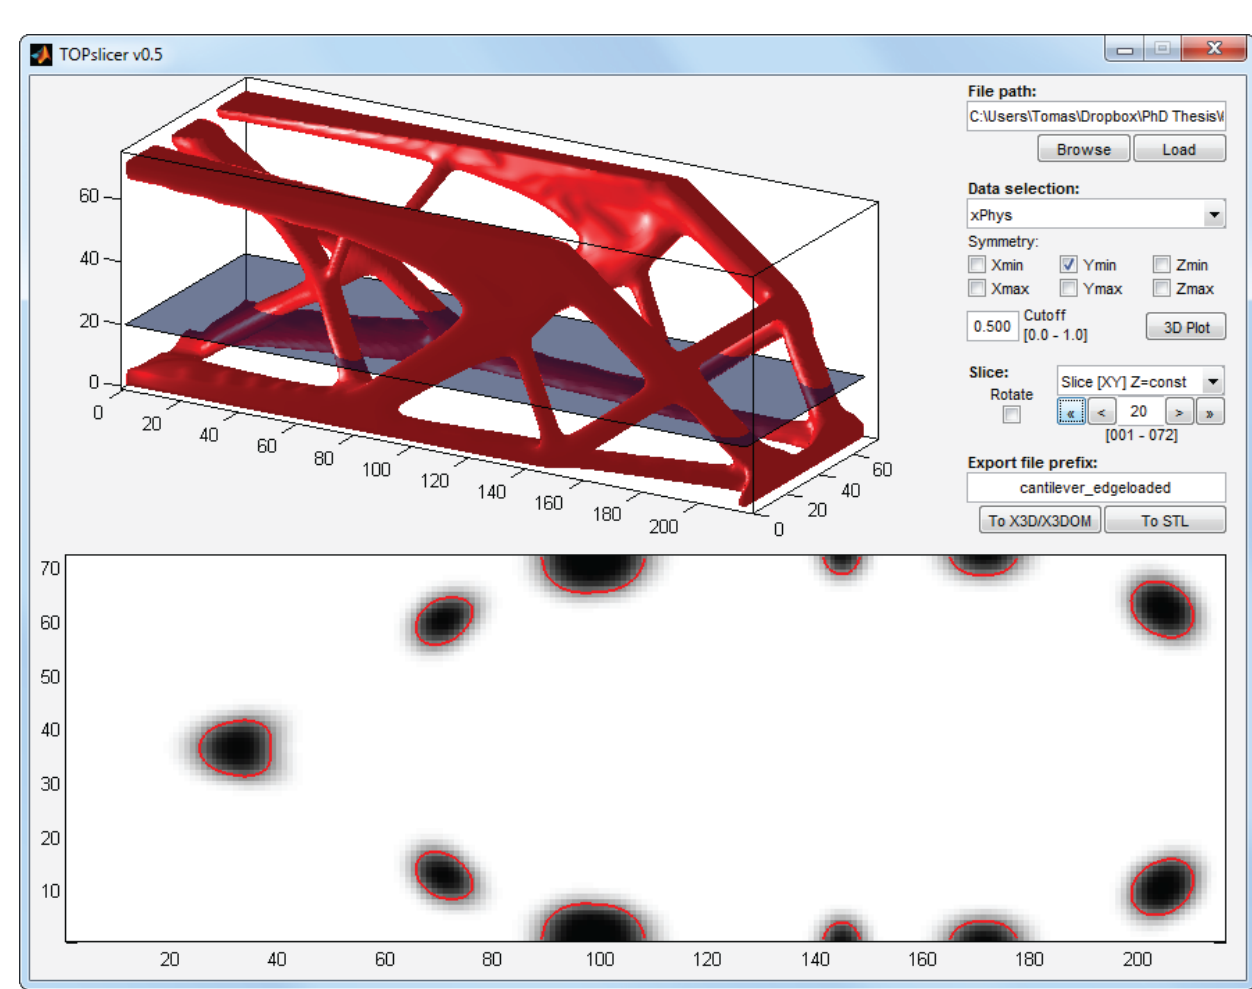 TOPslicer v0.5
File path:
C:\Users\Tomas\Dropbox\PhD Thesis\
Browse Load
Data selection:
xPhys
Symmetry:
Xmin Ymin Zmin
Xmax Ymax Zmax
0.500 Cutoff
[0.0 - 1.0]
3D Plot
Slice:
Rotate
Slice [XY] Z=const
« < 20 > »
[001 - 072]
Export file prefix:
cantilever_edgeloaded
To X3D/X3DOM To STL
60
40
20
0
0 20 40 60 80 100 120 140 160 180 200
0 20 40 60
70
60
50
40
30
20
10
20 40 60 80 100 120 140 160 180 200